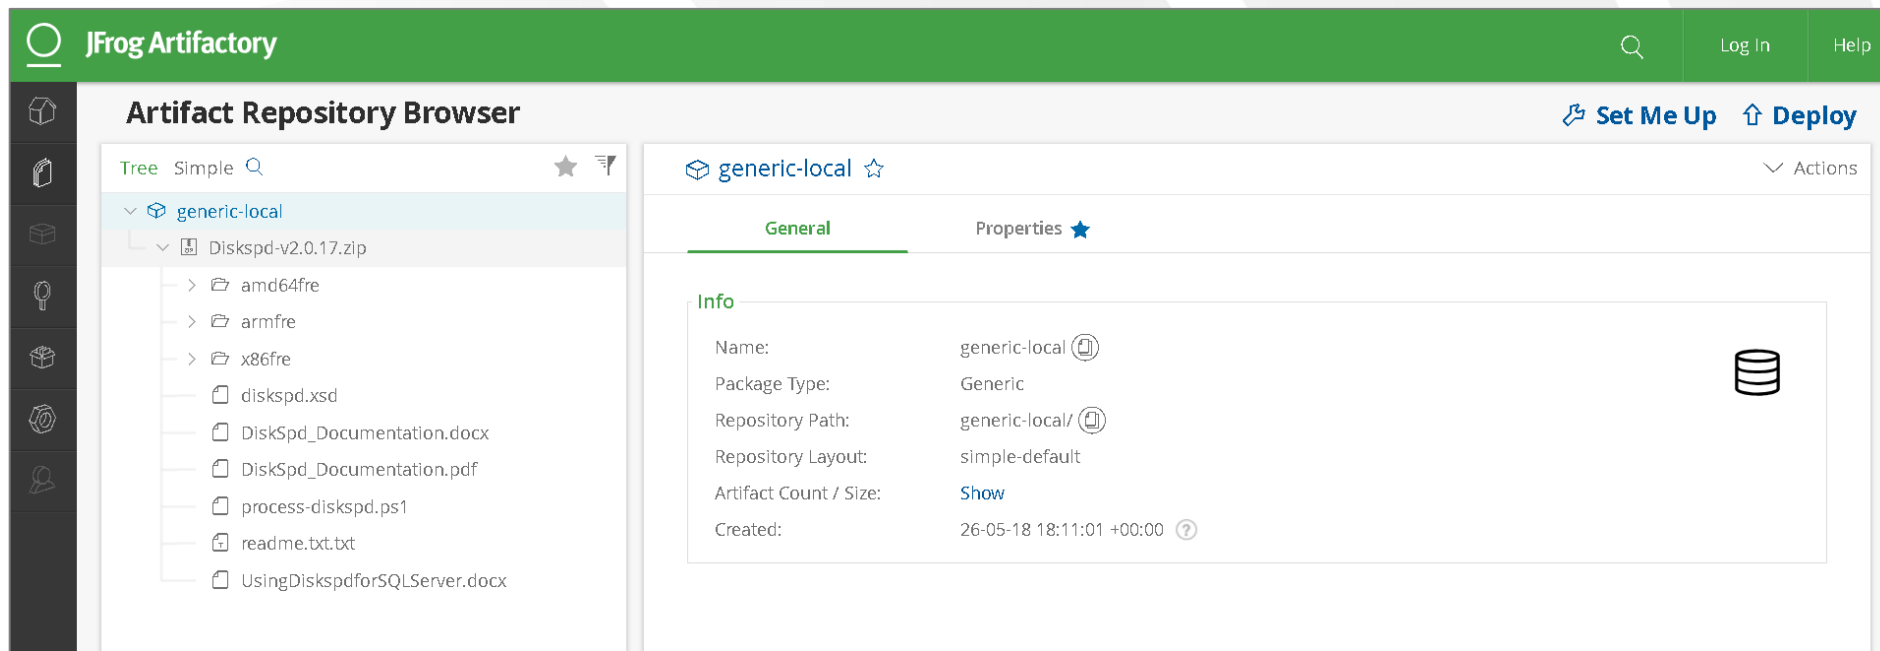 JFrog Artifactory
Log In
Help
Artifact Repository Browser
Set Me Up
Deploy
Tree Simple
generic-local
Diskspd-v2.0.17.zip
amd64fre
armfre
x86fre
diskspd.xsd
DiskSpd_Documentation.docx
DiskSpd_Documentation.pdf
process-diskspd.ps1
readme.txt.txt
UsingDiskspdforSQLServer.docx
generic-local
Actions
General
Properties
Info
Name: generic-local
Package Type: Generic
Repository Path: generic-local/
Repository Layout: simple-default
Artifact Count / Size: Show
Created: 26-05-18 18:11:01 +00:00 ?